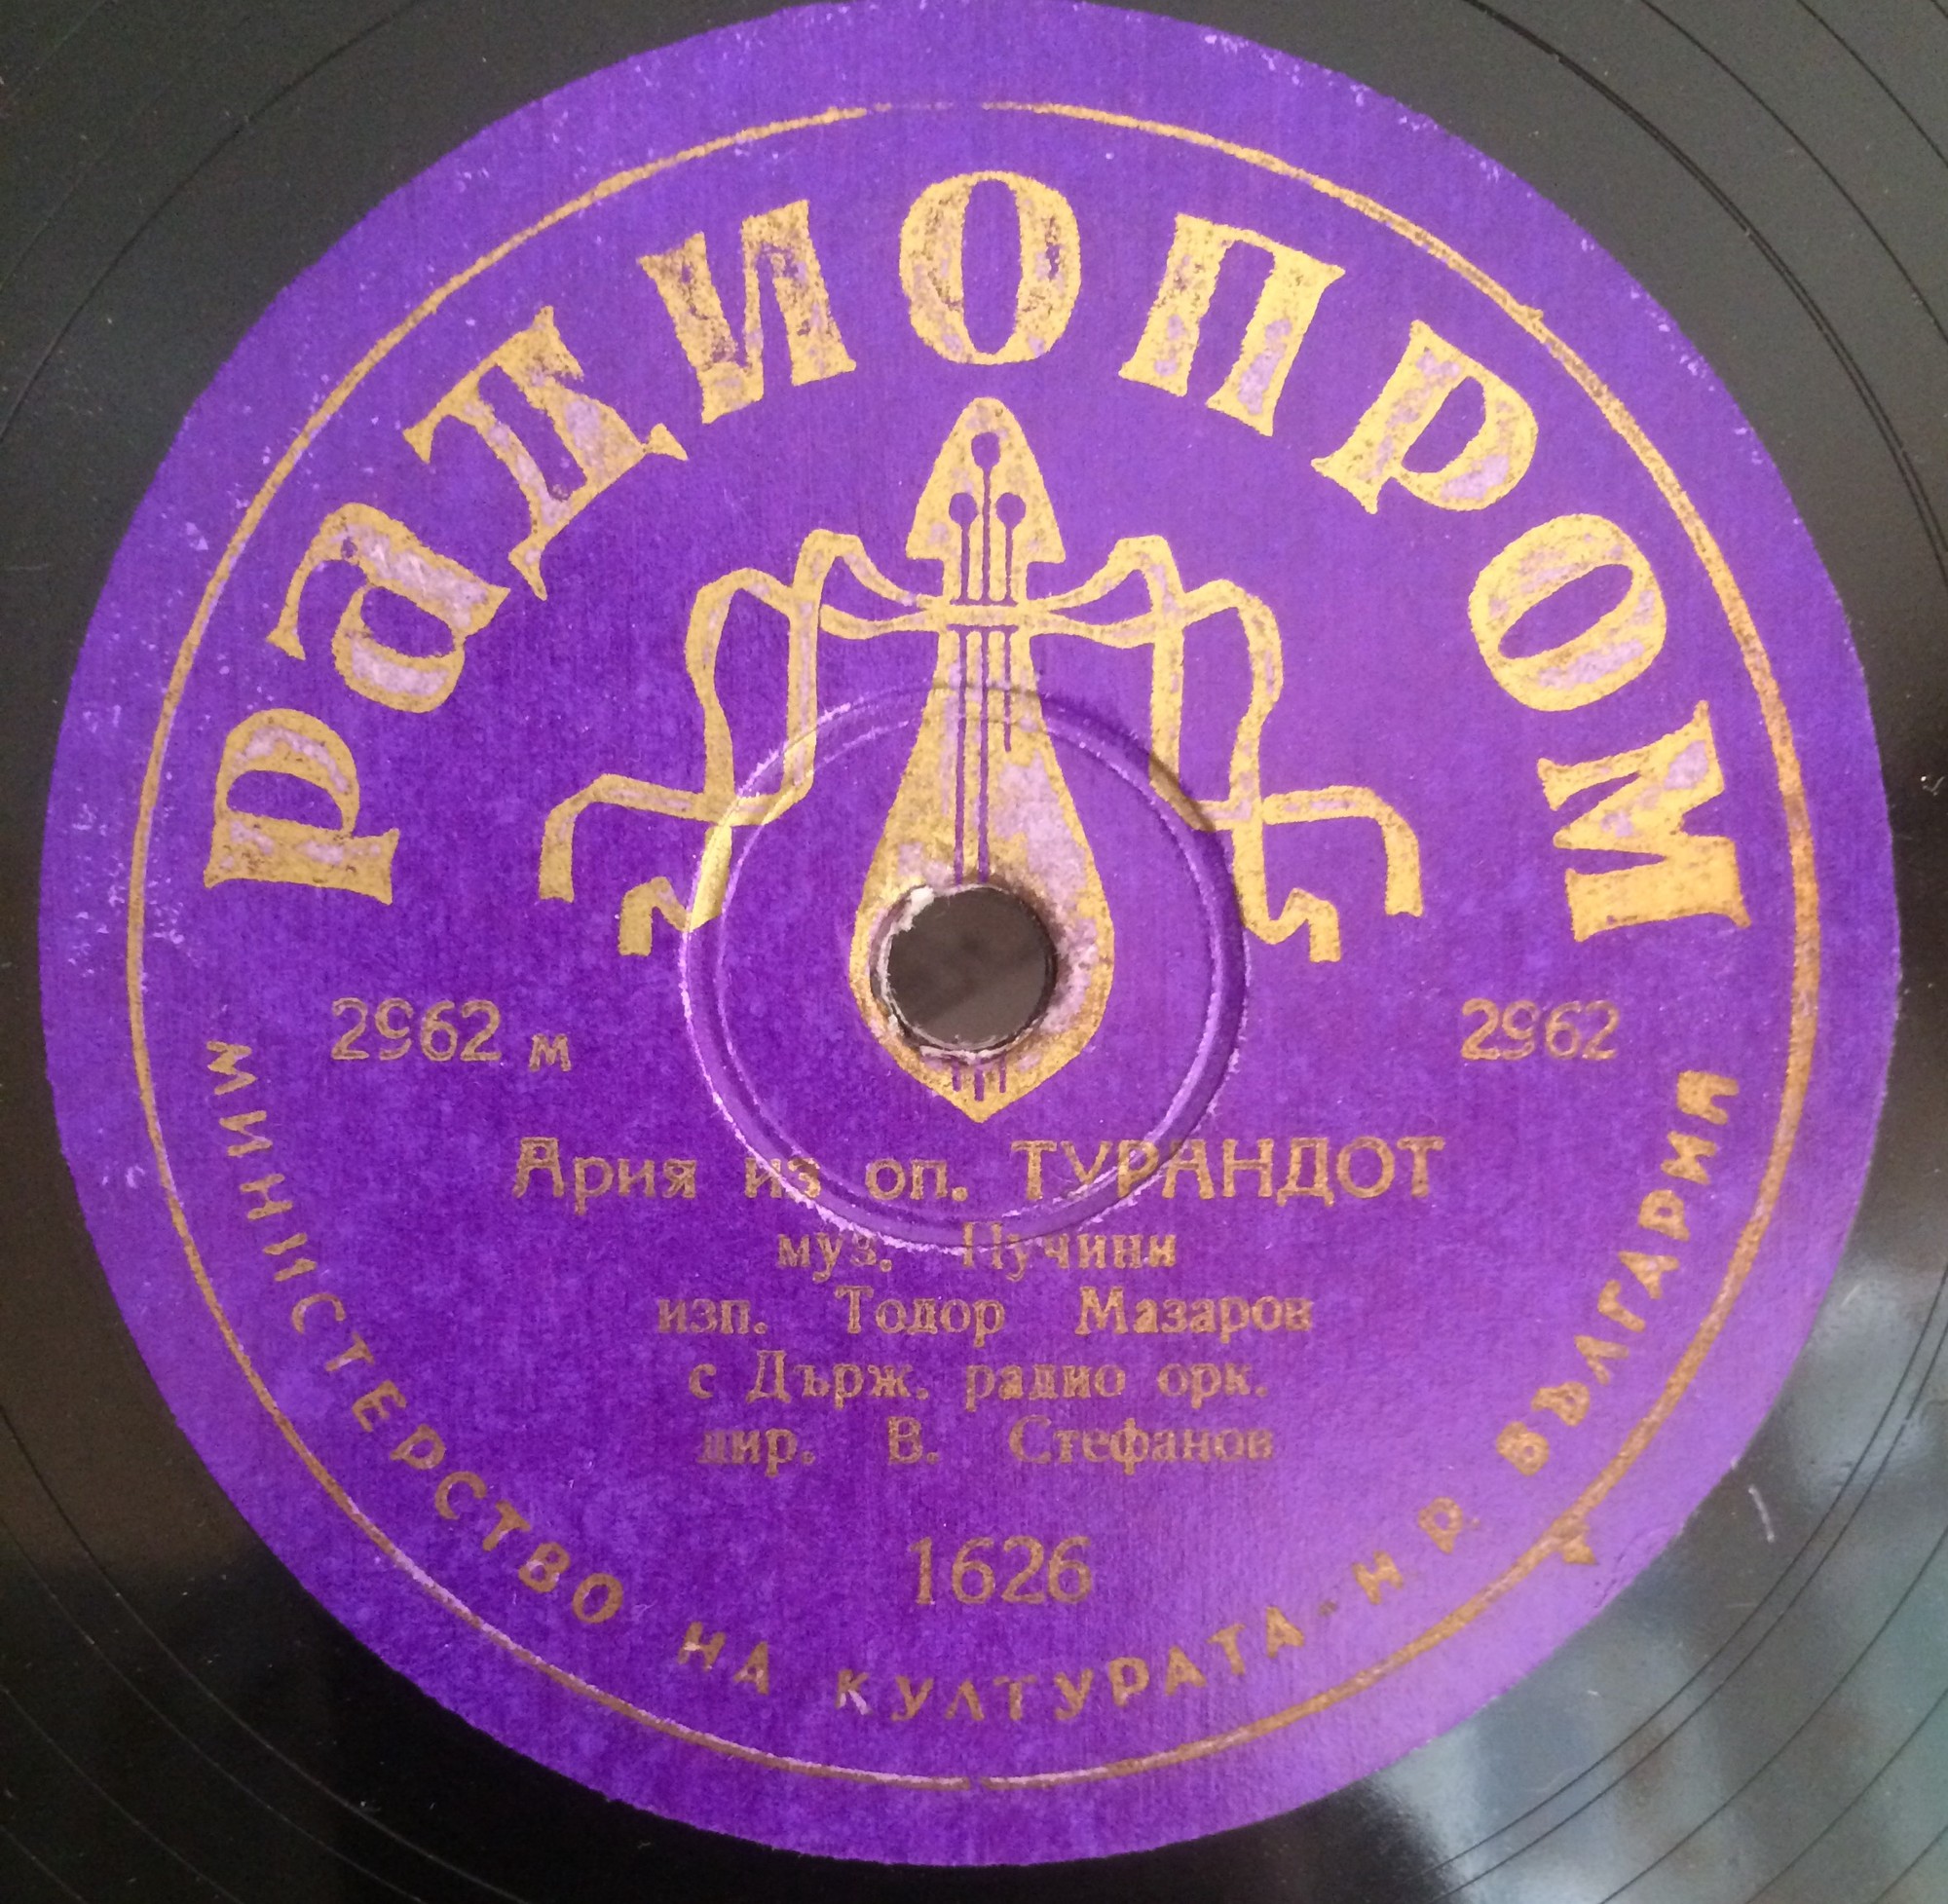 РаДИОПРОМ
2962 м
2962
Ария из оп. ТУРАНДОТ
муз. Пучини
изп. Тодор Мазаров
с Държ. радио орк.
дир. В. Стефанов
1626
МИНИСТЕРСТВО НА КУЛТУРАТА - Н Р БЪЛГАРИЯ